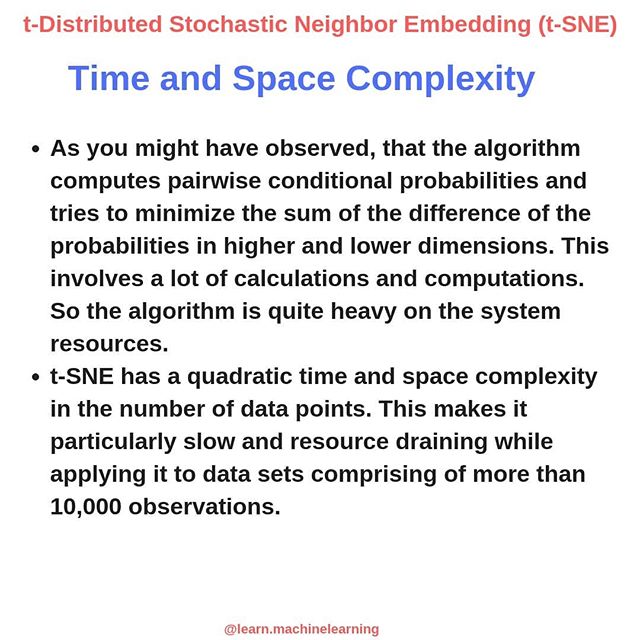 t-Distributed Stochastic Neighbor Embedding (t-SNE)
Time and Space Complexity
• As you might have observed, that the algorithm
computes pairwise conditional probabilities and
tries to minimize the sum of the difference of the
probabilities in higher and lower dimensions. This
involves a lot of calculations and computations.
So the algorithm is quite heavy on the system
resources.
• t-SNE has a quadratic time and space complexity
in the number of data points. This makes it
particularly slow and resource draining while
applying it to data sets comprising of more than
10,000 observations.
@learn.machinelearning